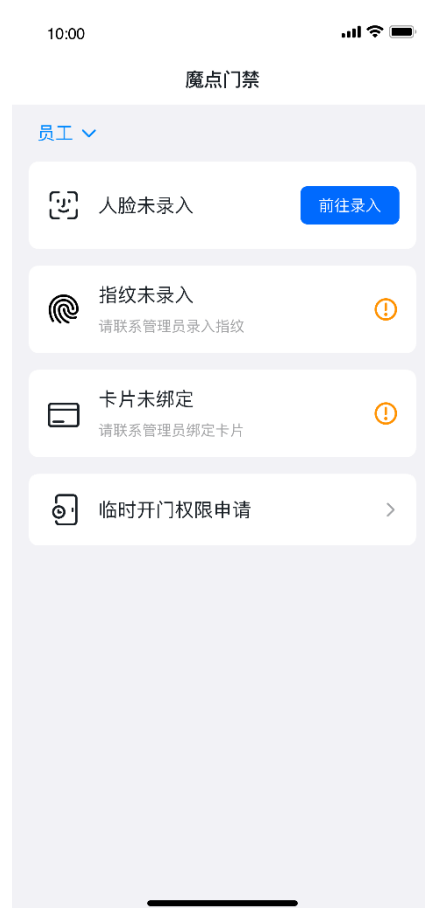 10:00
魔点门禁
员工
人脸未录入
前往录入
指纹未录入
请联系管理员录入指纹
卡片未绑定
请联系管理员绑定卡片
临时开门权限申请